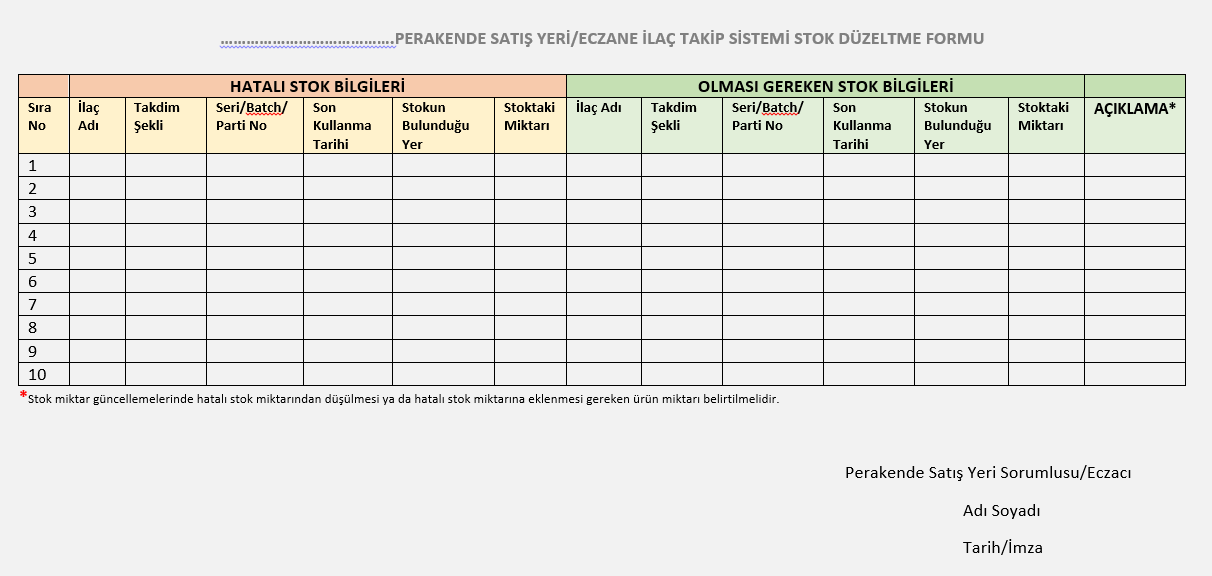 ……………………………….PERAKENDE SATIŞ YERİ/ECZANE İLAÇ TAKİP SİSTEMİ STOK DÜZELTME FORMU
HATALI STOK BİLGİLERİ OLMASI GEREKEN STOK BİLGİLERİ
Sıra No İlaç Adı Takdim Şekli Seri/Batch/ Parti No Son Kullanma Tarihi Stokun Bulunduğu Yer Stoktaki Miktarı İlaç Adı Takdim Şekli Seri/Batch/ Parti No Son Kullanma Tarihi Stokun Bulunduğu Yer Stoktaki Miktarı AÇIKLAMA*
1
2
3
4
5
6
7
8
9
10
*Stok miktar güncellemelerinde hatalı stok miktarından düşülmesi ya da hatalı stok miktarına eklenmesi gereken ürün miktarı belirtilmelidir.
Perakende Satış Yeri Sorumlusu/Eczacı
Adı Soyadı
Tarih/İmza